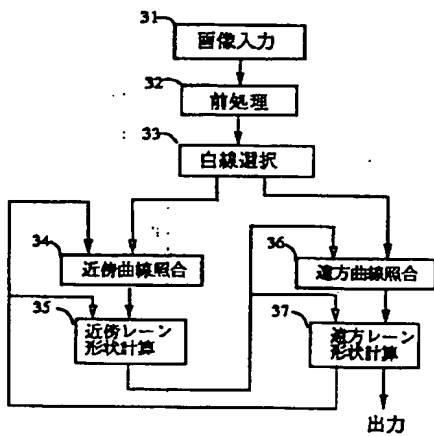 31
画像入力
32
前処理
33
白線選択
34
近傍曲線照合
35
近傍レーン
形状計算
36
遠方曲線照合
37
遠方レーン
形状計算
出力